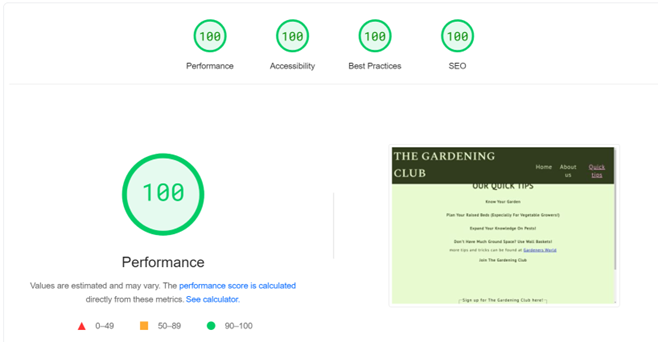 100 100 100 100
Performance Accessibility Best Practices SEO
100
Performance
Values are estimated and may vary. The performance score is calculated
directly from these metrics. See calculator.
0–49 50–89 90–100
THE GARDENING
CLUB
Home About us Quick tips
OUR QUICK TIPS
Know Your Garden
Plan Your Raised Beds (Especially For Vegetable Growers!)
Expand Your Knowledge On Pests!
Don't Have Much Ground Space? Use Wall Baskets!
more tips and tricks can be found at Gardeners World
Join The Gardening Club
Sign up for The Gardening Club here!